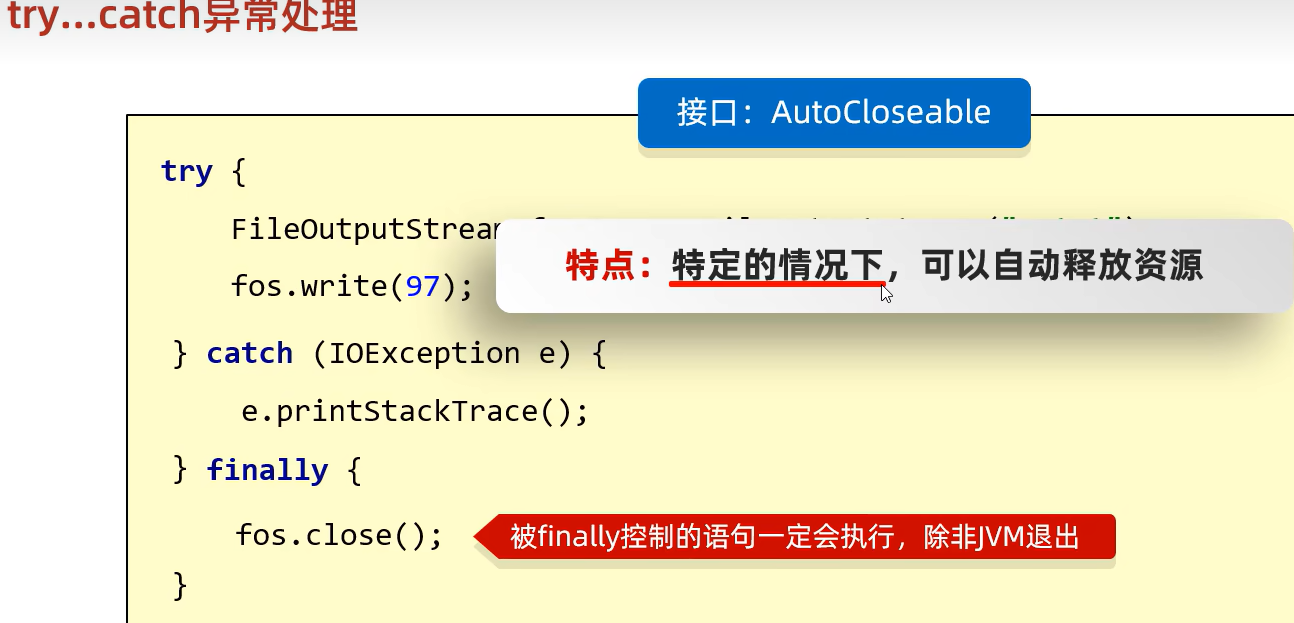 try...catch异常处理
接口：AutoCloseable
try {
FileOutputStream
特点：特定的情况下，可以自动释放资源
fos.write(97);
} catch (IOException e) {
e.printStackTrace();
} finally {
fos.close();
被finally控制的语句一定会执行，除非JVM退出
}